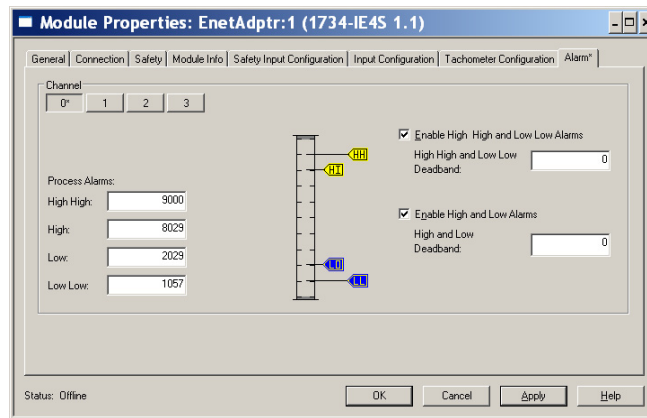 Module Properties: EnetAdptr:1 (1734-IE4S 1.1)
General Connection Safety Module Info Safety Input Configuration Input Configuration Tachometer Configuration Alarm*
Channel
0* 1 2 3
Enable High High and Low Low Alarms
High High and Low Low
Deadband: 0
HH
HI
Process Alarms:
High High: 9000
Enable High and Low Alarms
High: 8029
High and Low
Deadband: 0
Low: 2029
LO
Low Low: 1057
LL
Status: Offline
OK Cancel Apply Help